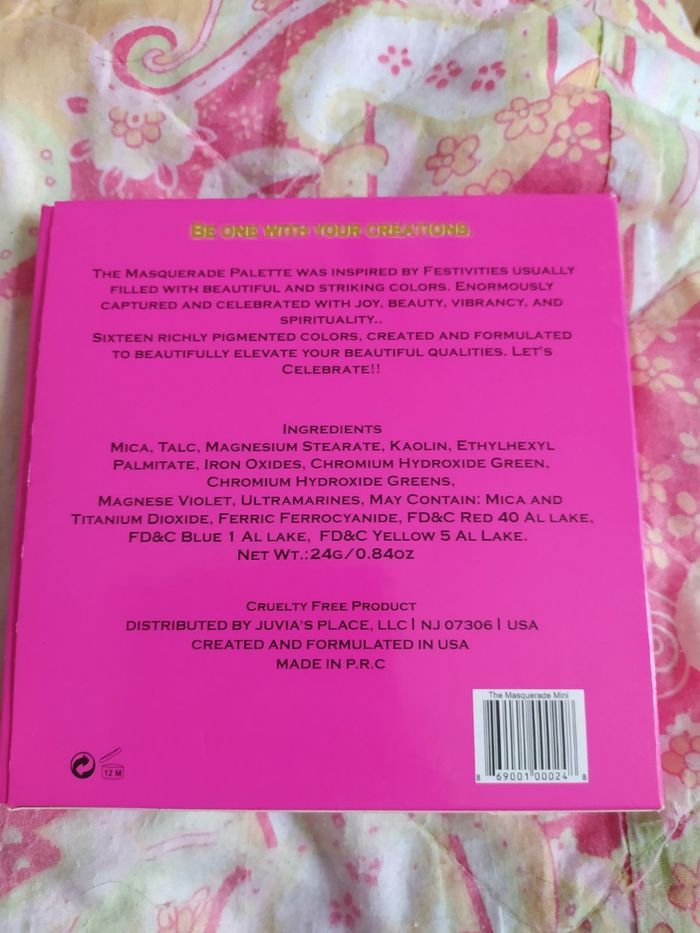 Be one with your creations.
The Masquerade Palette was inspired by Festivities usually
filled with beautiful and striking colors. Enormously
captured and celebrated with joy, beauty, vibrancy, and
spirituality..
Sixteen richly pigmented colors, created and formulated
to beautifully elevate your beautiful qualities. Let's
Celebrate!!
Ingredients
Mica, Talc, Magnesium Stearate, Kaolin, Ethylhexyl
Palmitate, Iron Oxides, Chromium Hydroxide Green,
Chromium Hydroxide Greens,
Magnese Violet, Ultramarines, May Contain: Mica and
Titanium Dioxide, Ferric Ferrocyanide, FD&C Red 40 Al lake,
FD&C Blue 1 Al lake, FD&C Yellow 5 Al Lake.
Net Wt.:24g/0.84oz
Cruelty Free Product
DISTRIBUTED BY JUVIA'S PLACE, LLC | NJ 07306 | USA
CREATED AND FORMULATED IN USA
MADE IN P.R.C
The Masquerade Mini
8 69001 00024 8
12 M